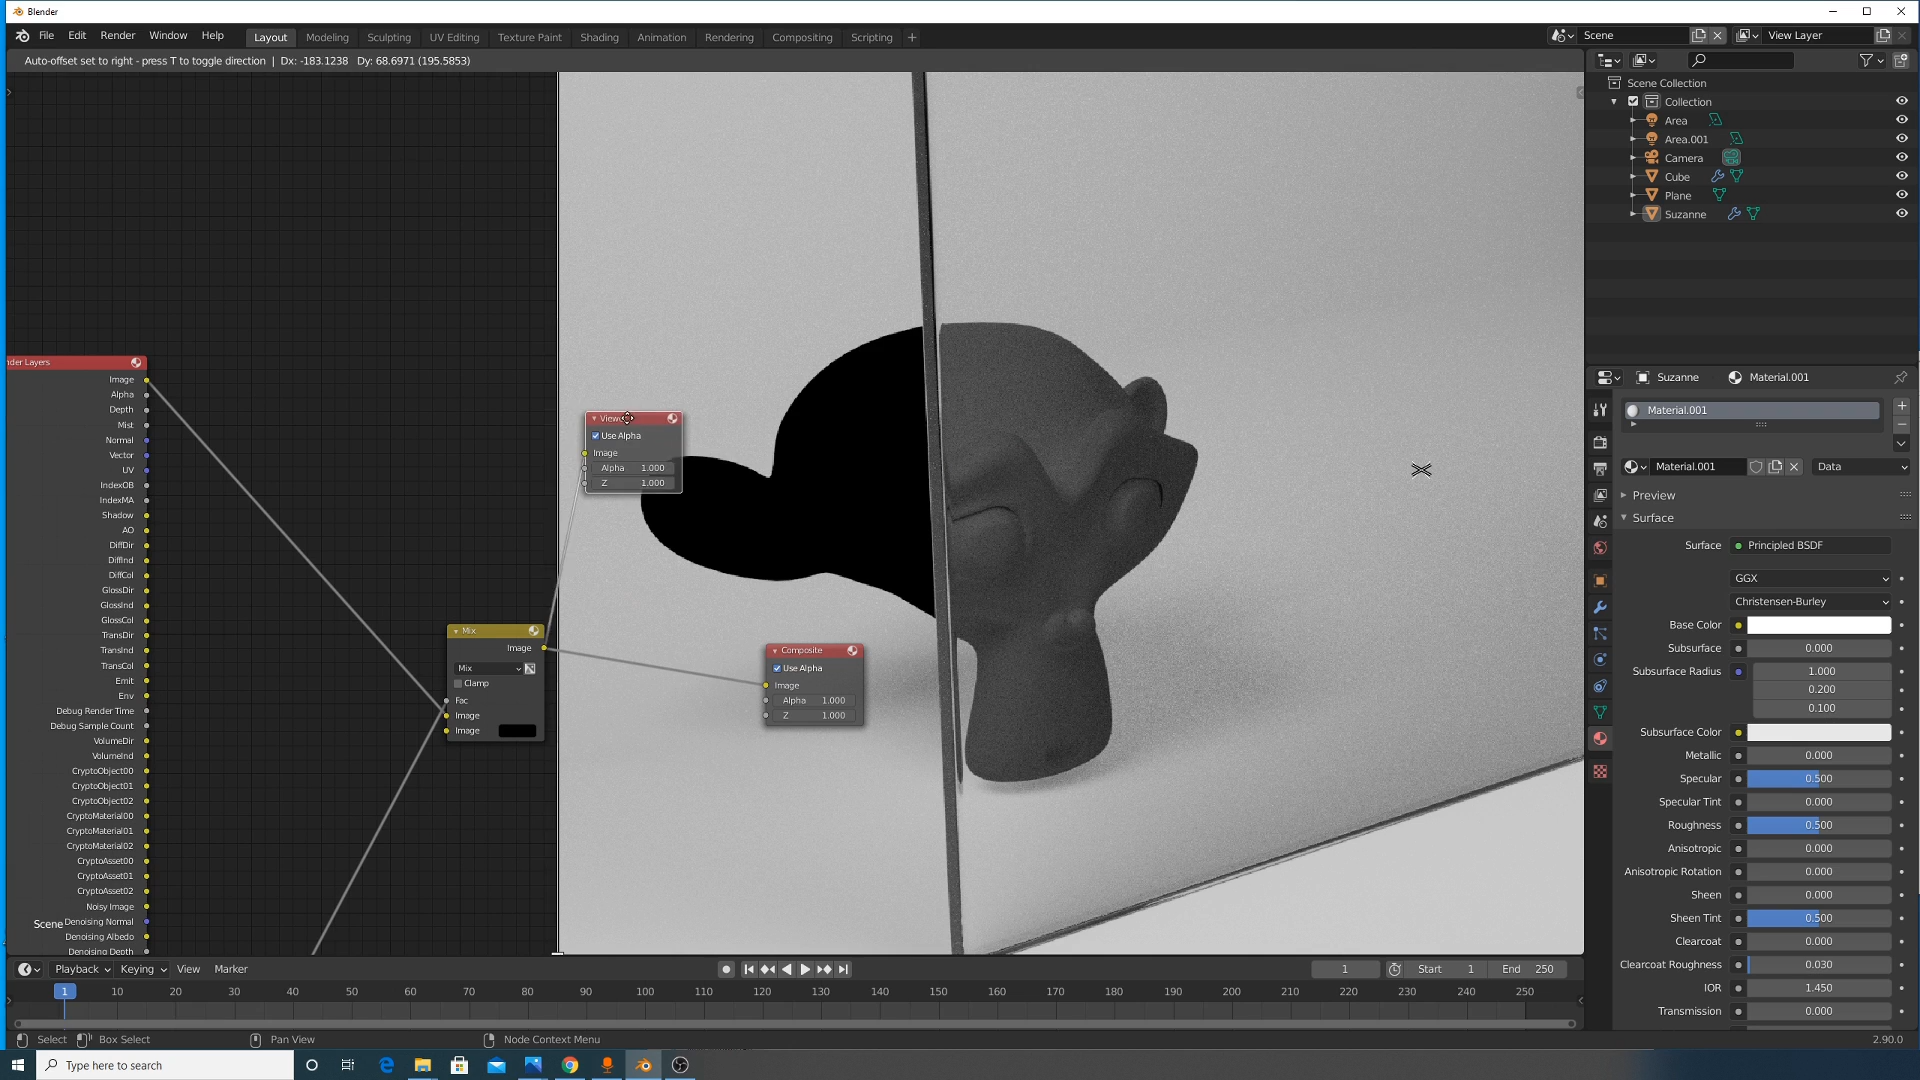 Blender
File Edit Render Window Help Layout Modeling Sculpting UV Editing Texture Paint Shading Animation Rendering Compositing Scripting + Scene View Layer
Auto-offset set to right - press T to toggle direction | Dx: -183.1238 Dy: 68.6971 (195.5853)
Scene Collection
Collection
Area
Area.001
Camera
Cube
Plane
Suzanne
nder Layers
Image
Alpha
Depth
Mist
Normal
Vector
UV
IndexOB
IndexMA
Shadow
AO
DiffDir
DiffInd
DiffCol
GlossDir
GlossInd
GlossCol
TransDir
TransInd
TransCol
Emit
Env
Debug Render Time
Debug Sample Count
VolumeDir
VolumeInd
CryptoObject00
CryptoObject01
CryptoObject02
CryptoMaterial00
CryptoMaterial01
CryptoMaterial02
CryptoAsset00
CryptoAsset01
CryptoAsset02
Noisy Image
Denoising Normal
Scene
Denoising Albedo
Denoising Depth
Mix
Image
Mix
Clamp
Fac
Image
Image
Viewe
Use Alpha
Image
Alpha 1.000
Z 1.000
Composite
Use Alpha
Image
Alpha 1.000
Z 1.000
Suzanne Material.001
Material.001
Material.001 Data
Preview
Surface
Surface Principled BSDF
GGX
Christensen-Burley
Base Color
Subsurface 0.000
Subsurface Radius 1.000
0.200
0.100
Subsurface Color
Metallic 0.000
Specular 0.500
Specular Tint 0.000
Roughness 0.500
Anisotropic 0.000
Anisotropic Rotation 0.000
Sheen 0.000
Sheen Tint 0.500
Clearcoat 0.000
Clearcoat Roughness 0.030
IOR 1.450
Transmission 0.000
Playback Keying View Marker 1 Start 1 End 250
1 10 20 30 40 50 60 70 80 90 100 110 120 130 140 150 160 170 180 190 200 210 220 230 240 250
Select Box Select Pan View Node Context Menu 2.90.0
Type here to search